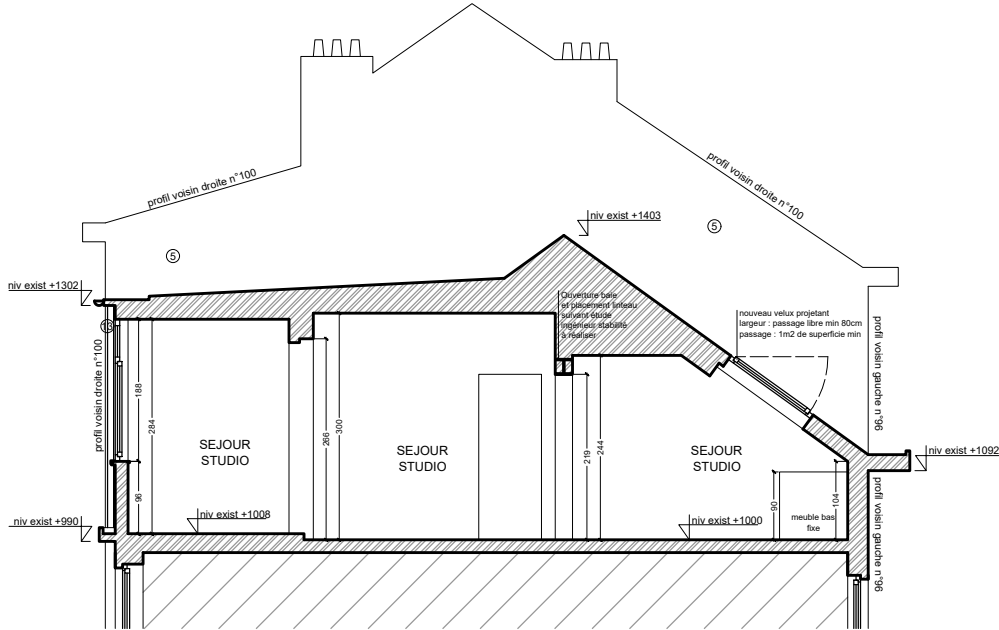 profil voisin droite n°100
profil voisin droite n°100
5
5
niv exist +1403
niv exist +1302
Ouverture baie
et placement linteau
suivant étude
ingénieur stabilité
à réaliser
nouveau velux projetant
largeur : passage libre min 80cm
passage : 1m2 de superficie min
13
profil voisin droite n°100
profil voisin gauche n°96
188
284
266
300
219
244
SEJOUR
STUDIO
SEJOUR
STUDIO
SEJOUR
STUDIO
niv exist +1092
96
90
104
meuble bas
fixe
niv exist +990
niv exist +1008
niv exist +1000
profil voisin gauche n°96